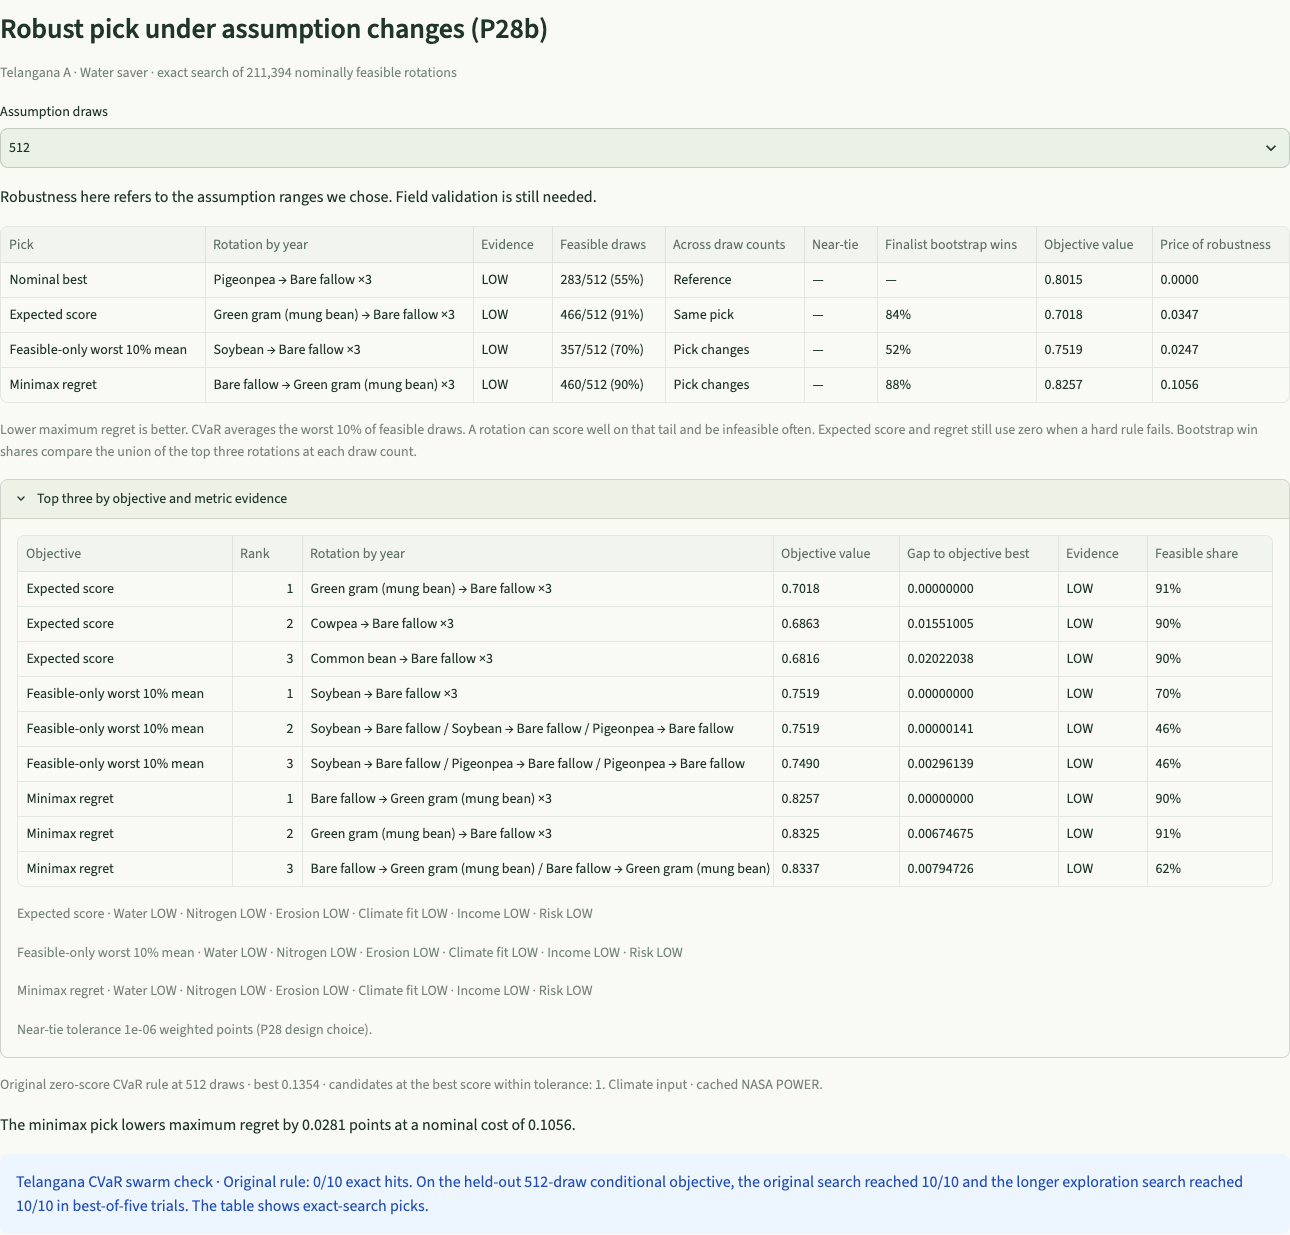 Robust pick under assumption changes (P28b)
Telangana A · Water saver · exact search of 211,394 nominally feasible rotations
Assumption draws
512
Robustness here refers to the assumption ranges we chose. Field validation is still needed.
Pick Rotation by year Evidence Feasible draws Across draw counts Near-tie Finalist bootstrap wins Objective value Price of robustness
Nominal best Pigeonpea → Bare fallow ×3 LOW 283/512 (55%) Reference — — 0.8015 0.0000
Expected score Green gram (mung bean) → Bare fallow ×3 LOW 466/512 (91%) Same pick — 84% 0.7018 0.0347
Feasible-only worst 10% mean Soybean → Bare fallow ×3 LOW 357/512 (70%) Pick changes — 52% 0.7519 0.0247
Minimax regret Bare fallow → Green gram (mung bean) ×3 LOW 460/512 (90%) Pick changes — 88% 0.8257 0.1056
Lower maximum regret is better. CVaR averages the worst 10% of feasible draws. A rotation can score well on that tail and be infeasible often. Expected score and regret still use zero when a hard rule fails. Bootstrap win
shares compare the union of the top three rotations at each draw count.
Top three by objective and metric evidence
Objective Rank Rotation by year Objective value Gap to objective best Evidence Feasible share
Expected score 1 Green gram (mung bean) → Bare fallow ×3 0.7018 0.00000000 LOW 91%
Expected score 2 Cowpea → Bare fallow ×3 0.6863 0.01551005 LOW 90%
Expected score 3 Common bean → Bare fallow ×3 0.6816 0.02022038 LOW 90%
Feasible-only worst 10% mean 1 Soybean → Bare fallow ×3 0.7519 0.00000000 LOW 70%
Feasible-only worst 10% mean 2 Soybean → Bare fallow / Soybean → Bare fallow / Pigeonpea → Bare fallow 0.7519 0.00000141 LOW 46%
Feasible-only worst 10% mean 3 Soybean → Bare fallow / Pigeonpea → Bare fallow / Pigeonpea → Bare fallow 0.7490 0.00296139 LOW 46%
Minimax regret 1 Bare fallow → Green gram (mung bean) ×3 0.8257 0.00000000 LOW 90%
Minimax regret 2 Green gram (mung bean) → Bare fallow ×3 0.8325 0.00674675 LOW 91%
Minimax regret 3 Bare fallow → Green gram (mung bean) / Bare fallow → Green gram (mung bean) 0.8337 0.00794726 LOW 62%
Expected score · Water LOW · Nitrogen LOW · Erosion LOW · Climate fit LOW · Income LOW · Risk LOW
Feasible-only worst 10% mean · Water LOW · Nitrogen LOW · Erosion LOW · Climate fit LOW · Income LOW · Risk LOW
Minimax regret · Water LOW · Nitrogen LOW · Erosion LOW · Climate fit LOW · Income LOW · Risk LOW
Near-tie tolerance 1e-06 weighted points (P28 design choice).
Original zero-score CVaR rule at 512 draws · best 0.1354 · candidates at the best score within tolerance: 1. Climate input · cached NASA POWER.
The minimax pick lowers maximum regret by 0.0281 points at a nominal cost of 0.1056.
Telangana CVaR swarm check · Original rule: 0/10 exact hits. On the held-out 512-draw conditional objective, the original search reached 10/10 and the longer exploration search reached
10/10 in best-of-five trials. The table shows exact-search picks.